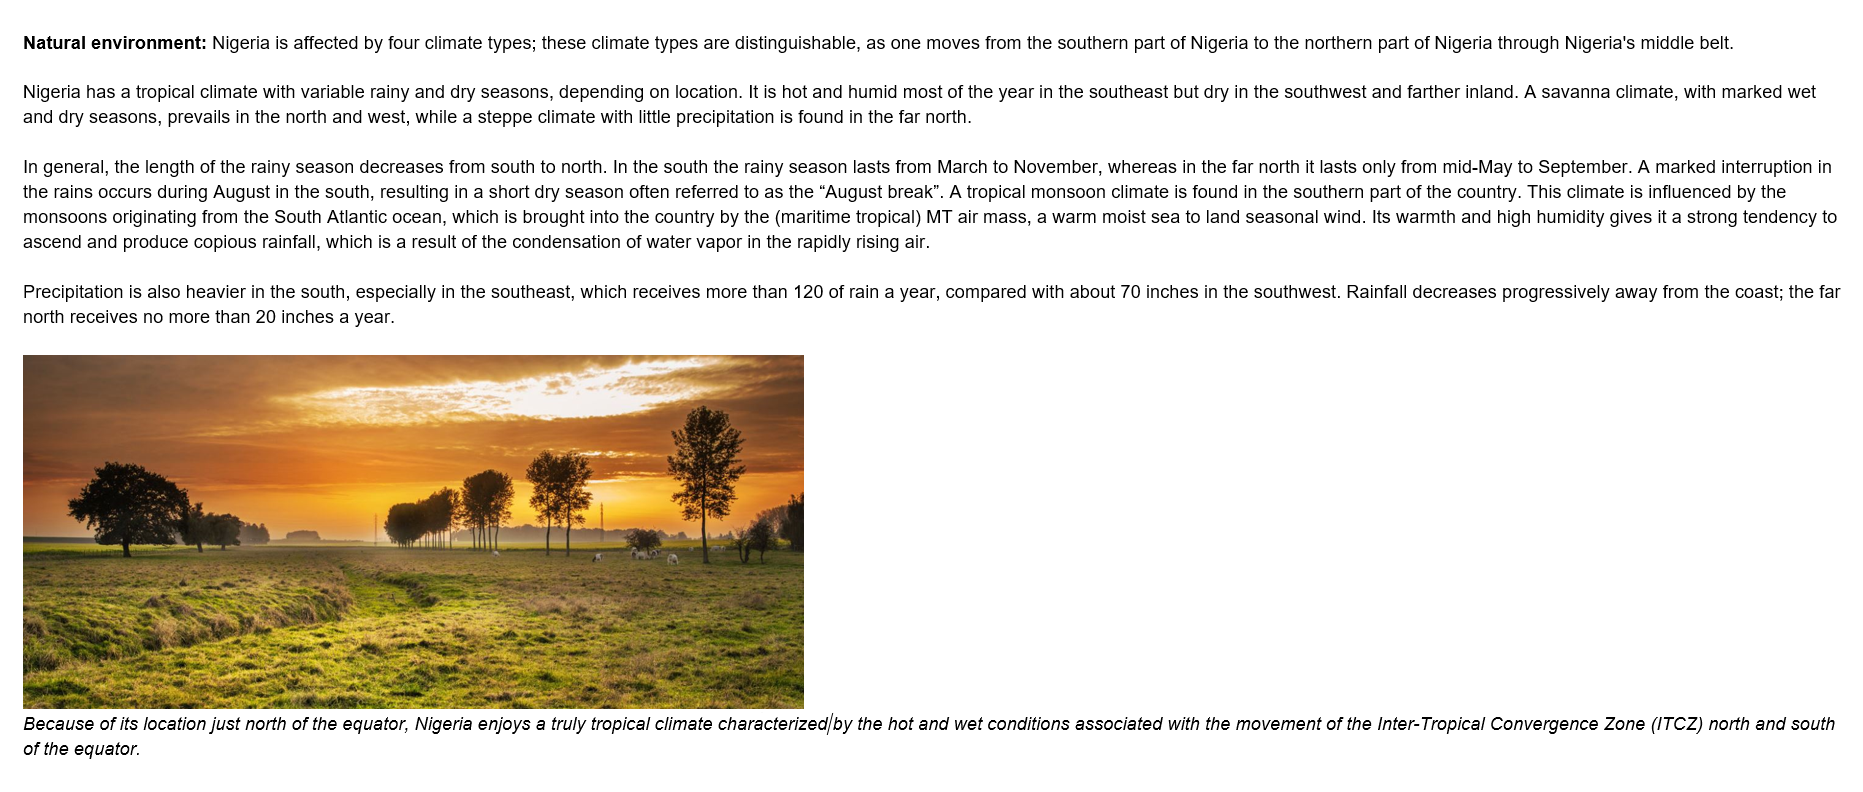 Natural environment: Nigeria is affected by four climate types; these climate types are distinguishable, as one moves from the southern part of Nigeria to the northern part of Nigeria through Nigeria's middle belt.
Nigeria has a tropical climate with variable rainy and dry seasons, depending on location. It is hot and humid most of the year in the southeast but dry in the southwest and farther inland. A savanna climate, with marked wet
and dry seasons, prevails in the north and west, while a steppe climate with little precipitation is found in the far north.
In general, the length of the rainy season decreases from south to north. In the south the rainy season lasts from March to November, whereas in the far north it lasts only from mid-May to September. A marked interruption in
the rains occurs during August in the south, resulting in a short dry season often referred to as the “August break”. A tropical monsoon climate is found in the southern part of the country. This climate is influenced by the
monsoons originating from the South Atlantic ocean, which is brought into the country by the (maritime tropical) MT air mass, a warm moist sea to land seasonal wind. Its warmth and high humidity gives it a strong tendency to
ascend and produce copious rainfall, which is a result of the condensation of water vapor in the rapidly rising air.
Precipitation is also heavier in the south, especially in the southeast, which receives more than 120 of rain a year, compared with about 70 inches in the southwest. Rainfall decreases progressively away from the coast; the far
north receives no more than 20 inches a year.
Because of its location just north of the equator, Nigeria enjoys a truly tropical climate characterized by the hot and wet conditions associated with the movement of the Inter-Tropical Convergence Zone (ITCZ) north and south
of the equator.